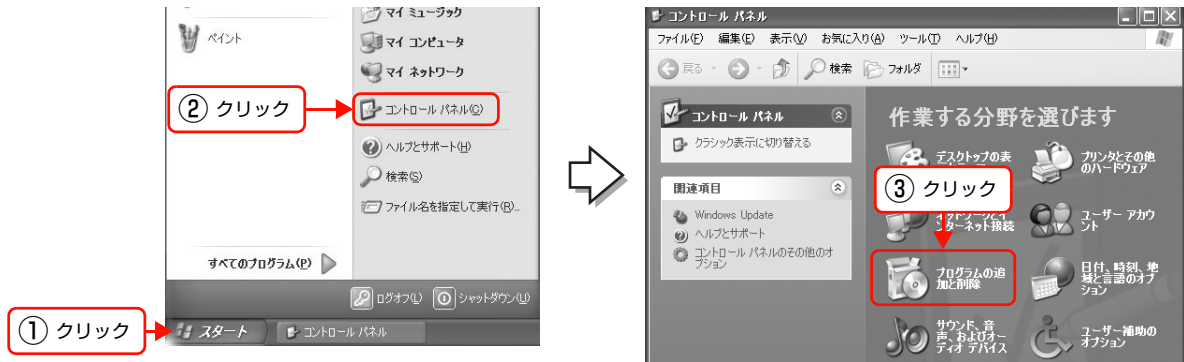 マイ ミュージック
ペイント
マイ コンピュータ
マイ ネットワーク
② クリック
コントロール パネル(C)
ヘルプとサポート(H)
検索(S)
ファイル名を指定して実行(R)...
すべてのプログラム(P)
ログオフ(L)
シャットダウン(U)
① クリック
スタート
コントロール パネル
コントロール パネル
ファイル(F) 編集(E) 表示(V) お気に入り(A) ツール(T) ヘルプ(H)
戻る 検索 フォルダ
コントロール パネル
クラシック表示に切り替える
関連項目
Windows Update
ヘルプとサポート
コントロール パネルのその他のオ
プション
作業する分野を選びます
デスクトップの表
プリンタとその他
のハードウェア
③ クリック
ネットワークとイ
ンターネット接続
ユーザー アカウ
ント
プログラムの追
加と削除
日付、時刻、地
域と言語のオプ
ション
サウンド、音
声、およびオー
ディオ デバイス
ユーザー補助の
オプション